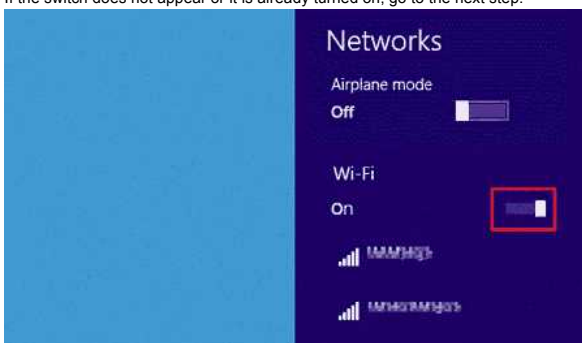 If the switch does not appear or it is already turned on, go to the next step.
Networks
Airplane mode
Off
Wi-Fi
On